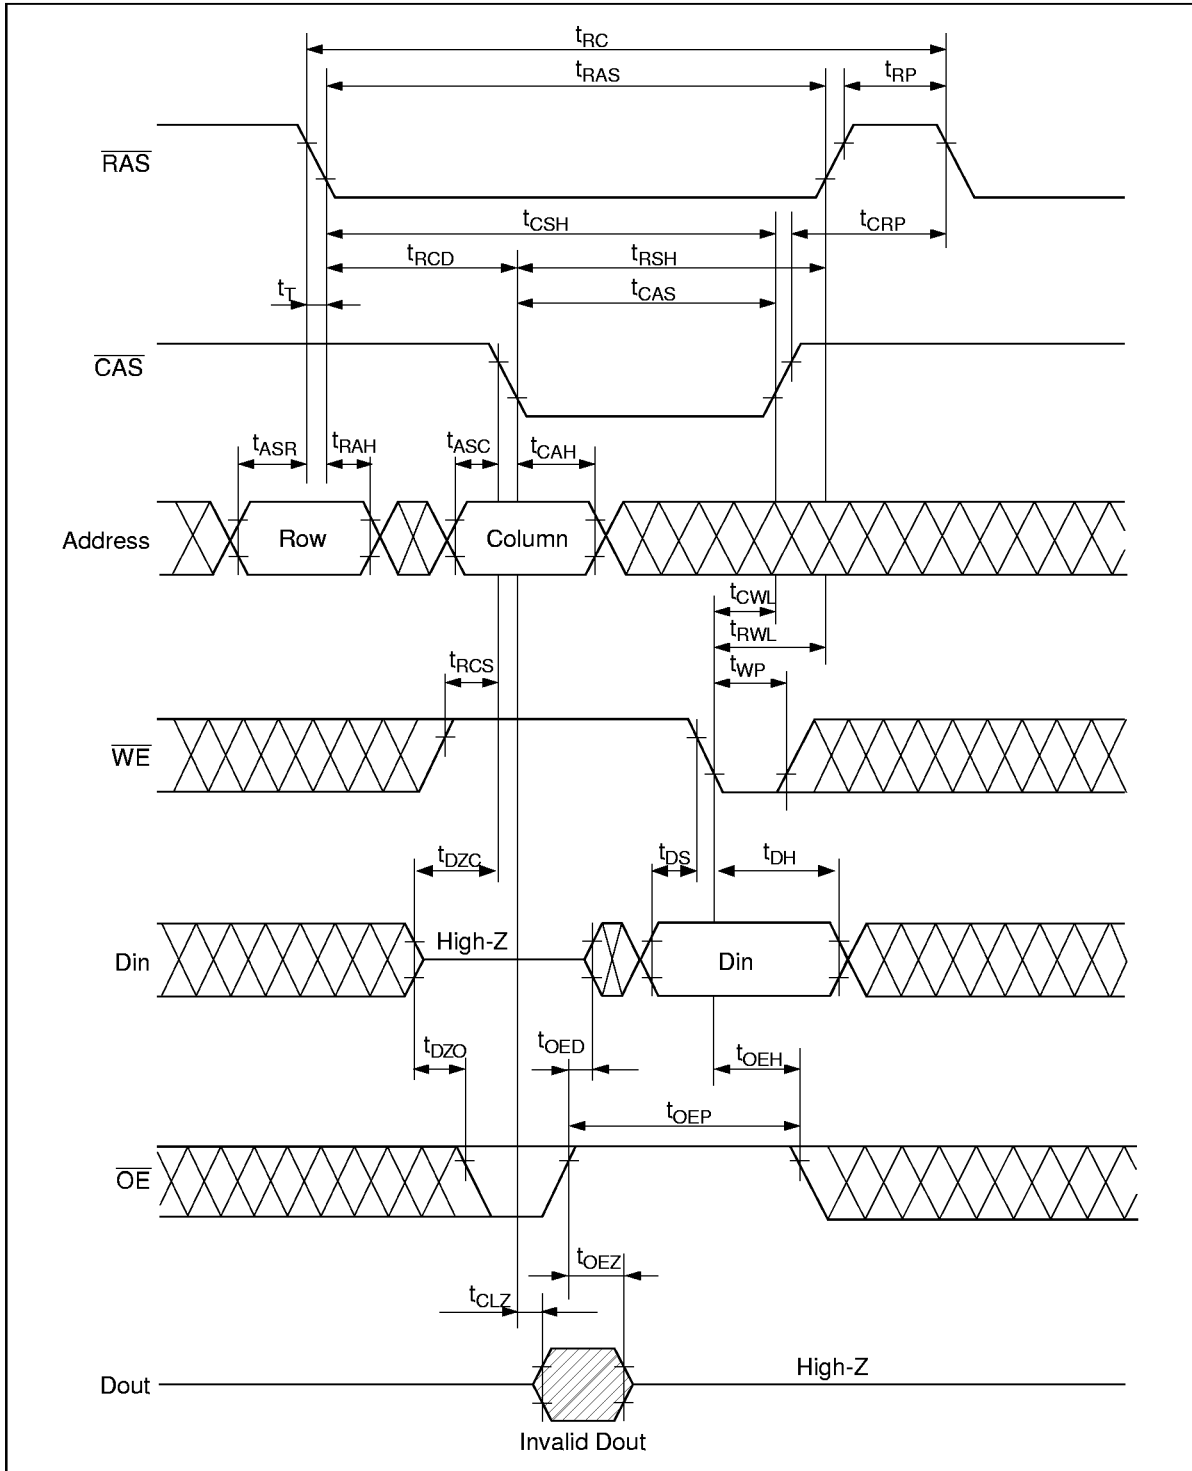 tRC
tRAS
tRP
RAS
tCSH
tCRP
tRCD
tRSH
tT
tCAS
CAS
tASR
tRAH
tASC
tCAH
Address
Row
Column
tCWL
tRWL
tRCS
tWP
WE
tDZC
tDS
tDH
High-Z
Din
Din
tDZO
tOED
tOEH
tOEP
OE
tOEZ
tCLZ
High-Z
Dout
Invalid Dout